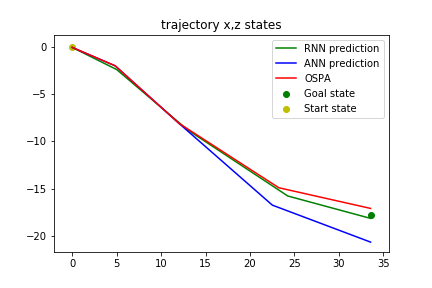 trajectory x,z states
RNN prediction
ANN prediction
OSPA
Goal state
Start state
0
−5
−10
−15
−20
0 5 10 15 20 25 30 35